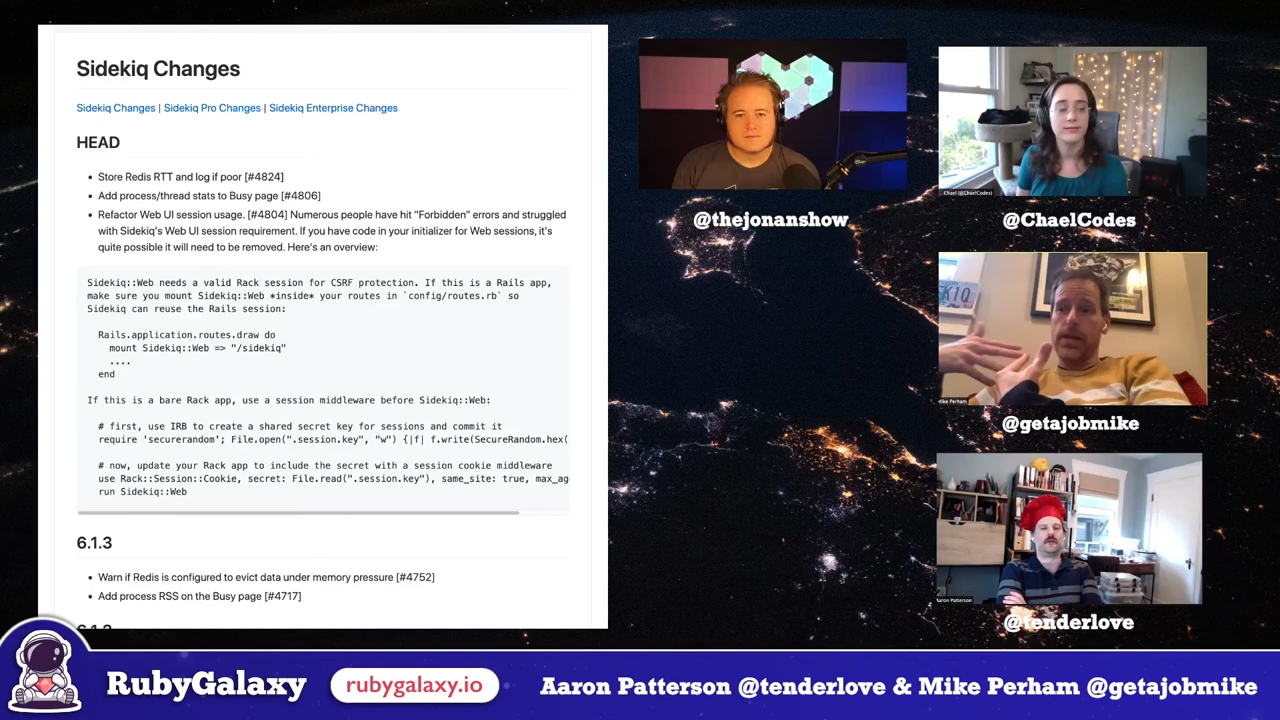 Sidekiq Changes
Sidekiq Changes | Sidekiq Pro Changes | Sidekiq Enterprise Changes
HEAD
• Store Redis RTT and log if poor [#4824]
• Add process/thread stats to Busy page [#4806]
• Refactor Web UI session usage. [#4804] Numerous people have hit "Forbidden" errors and struggled
with Sidekiq's Web UI session requirement. If you have code in your initializer for Web sessions, it's
quite possible it will need to be removed. Here's an overview:
Sidekiq::Web needs a valid Rack session for CSRF protection. If this is a Rails app,
make sure you mount Sidekiq::Web *inside* your routes in `config/routes.rb` so
Sidekiq can reuse the Rails session:
Rails.application.routes.draw do
mount Sidekiq::Web => "/sidekiq"
....
end
If this is a bare Rack app, use a session middleware before Sidekiq::Web:
# first, use IRB to create a shared secret key for sessions and commit it
require 'securerandom'; File.open(".session.key", "w") {|f| f.write(SecureRandom.hex(
# now, update your Rack app to include the secret with a session cookie middleware
use Rack::Session::Cookie, secret: File.read(".session.key"), same_site: true, max_ag
run Sidekiq::Web
6.1.3
• Warn if Redis is configured to evict data under memory pressure [#4752]
• Add process RSS on the Busy page [#4717]
@thejonanshow
Chael (@ChaelCodes)
@ChaelCodes
Mike Perham
@getajobmike
Aaron Patterson
@tenderlove
RubyGalaxy
rubygalaxy.io
Aaron Patterson @tenderlove & Mike Perham @getajobmike